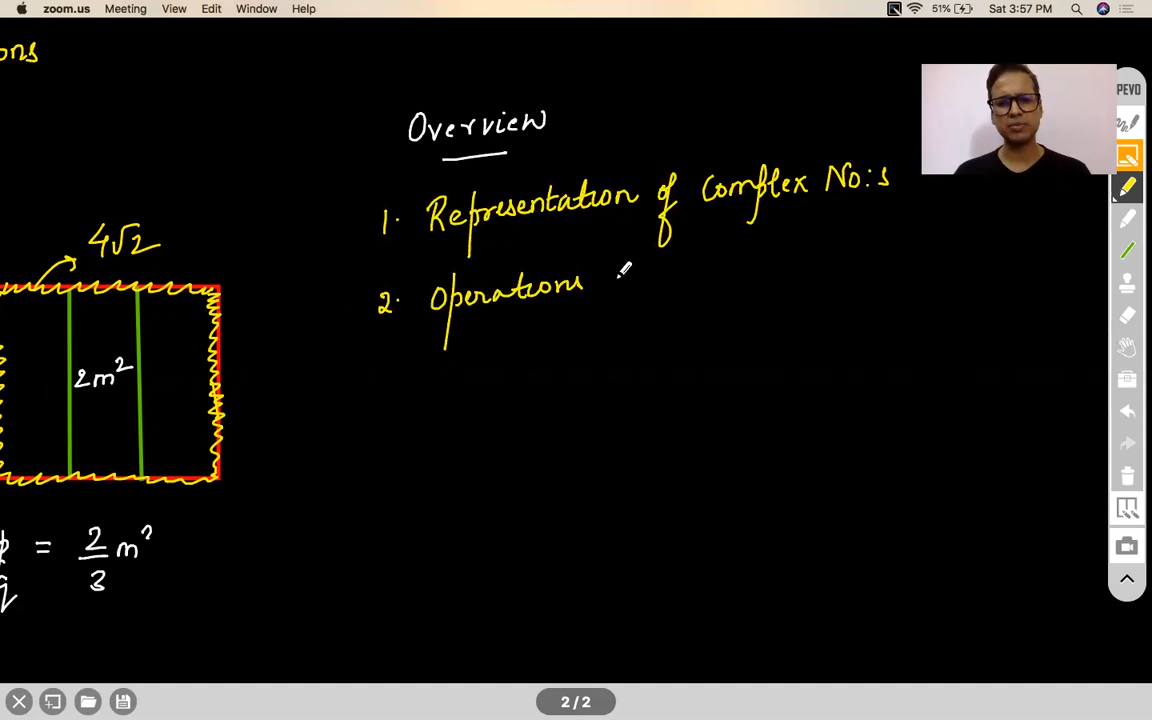 zoom.us Meeting View Edit Window Help 51% Sat 3:57 PM
ons
Overview
1. Representation of Complex No:s
2. Operations
4√2
2m²
= 2/3 m²
q
PEVO
2 / 2